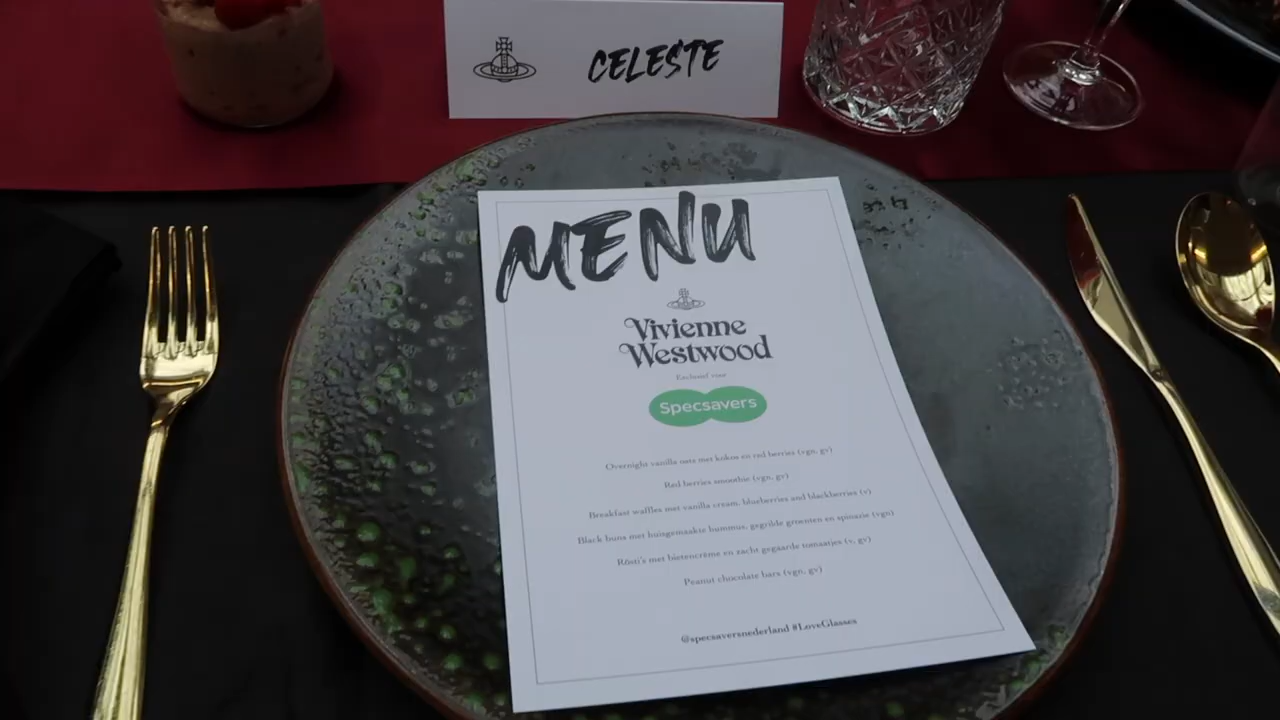 CELESTE
MENU
Vivienne
Westwood
Exclusief voor
Specsavers
Overnight vanilla oats met kokos en red berries (vgn, gv)
Red berries smoothie (vgn, gv)
Breakfast waffles met vanilla cream, blueberries and blackberries (v)
Black buns met huisgemaakte hummus, gegrilde groenten en spinazie (vgn)
Rösti's met bietencrème en zacht gegaarde tomaatjes (v, gv)
Peanut chocolate bars (vgn, gv)
@specsaversnederland #LoveGlasses